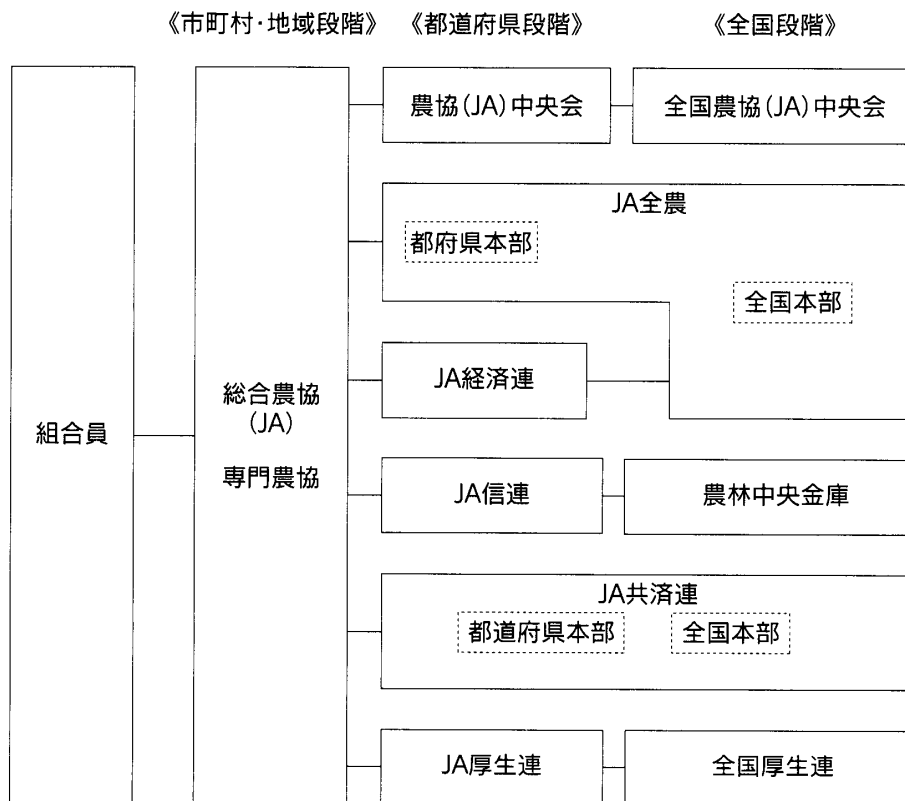 《市町村･地域段階》 《都道府県段階》 《全国段階》
農協(JA)中央会 全国農協(JA)中央会
JA全農
都府県本部
全国本部
JA経済連
組合員
総合農協
(JA)
専門農協
JA信連 農林中央金庫
JA共済連
都道府県本部 全国本部
JA厚生連 全国厚生連